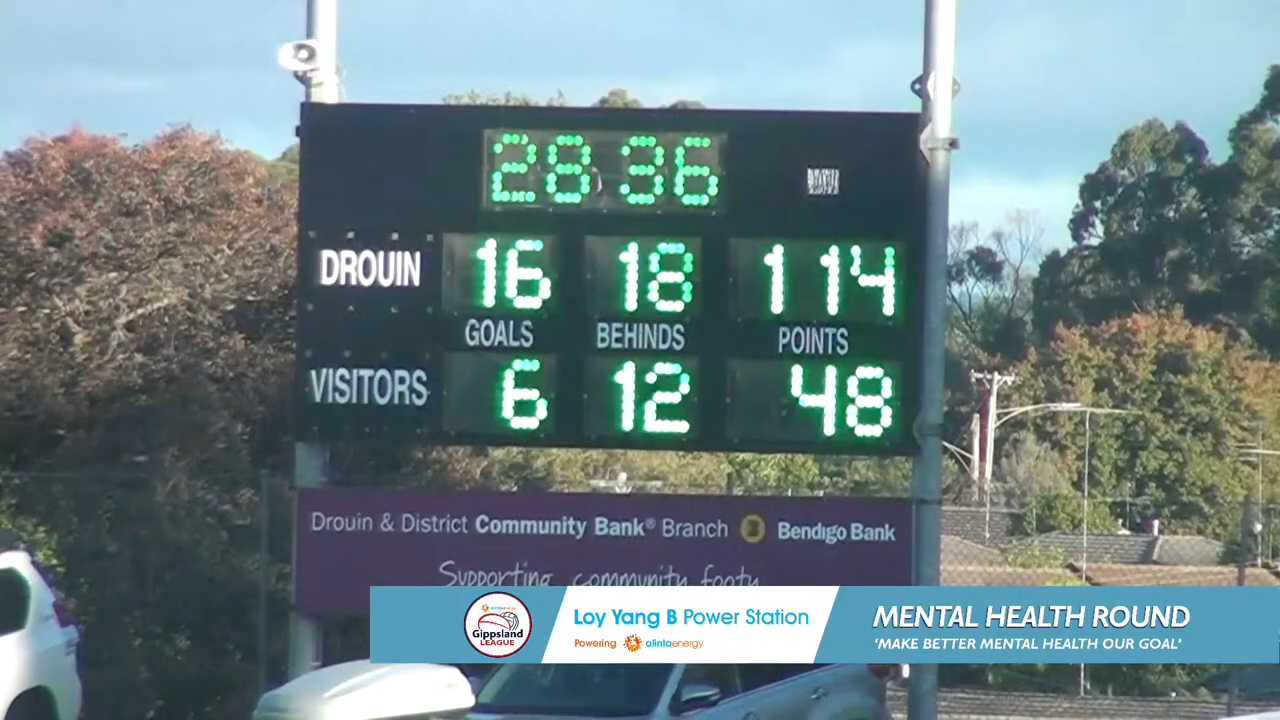 28 36
DROUIN 16 18 114
GOALS BEHINDS POINTS
VISITORS 6 12 48
Drouin & District Community Bank® Branch Bendigo Bank
Supporting community footy
Gippsland
LEAGUE
Loy Yang B Power Station
Powering alintaenergy
MENTAL HEALTH ROUND
'MAKE BETTER MENTAL HEALTH OUR GOAL'